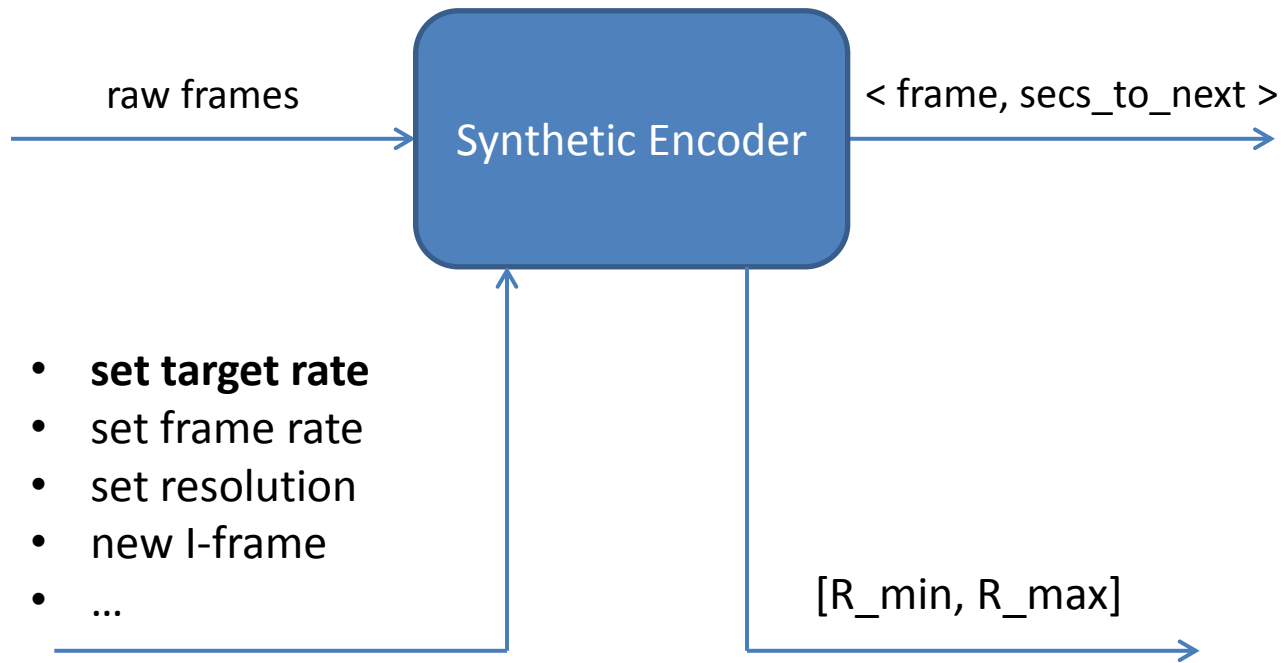 raw frames
Synthetic Encoder
< frame, secs_to_next >
• set target rate
• set frame rate
• set resolution
• new I-frame
• ...
[R_min, R_max]